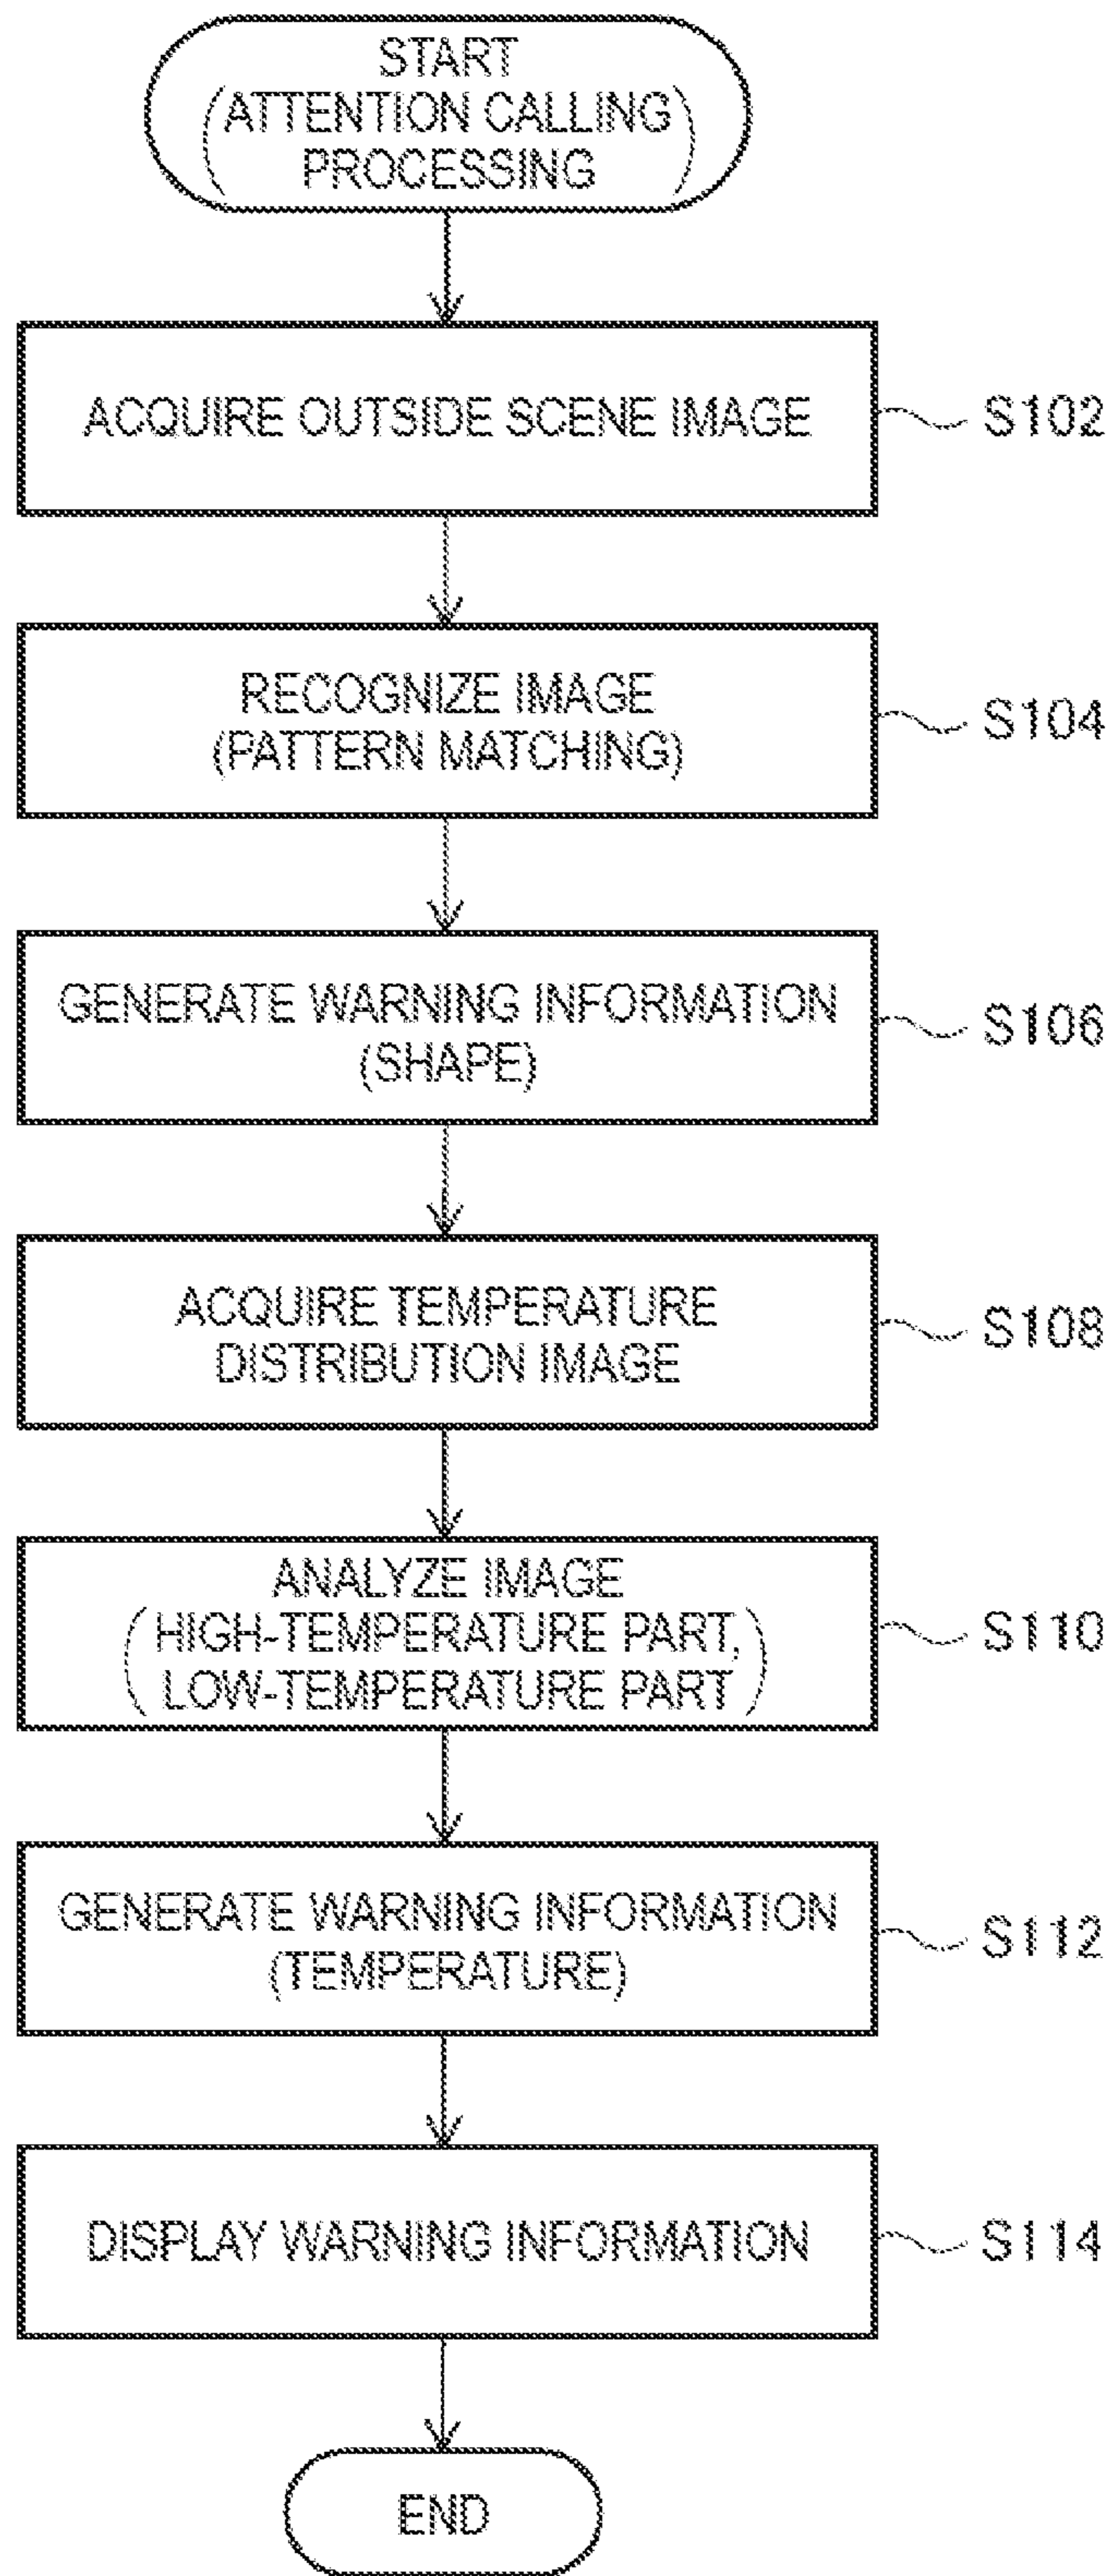 START
(ATTENTION CALLING
PROCESSING)
ACQUIRE OUTSIDE SCENE IMAGE
S102
RECOGNIZE IMAGE
(PATTERN MATCHING)
S104
GENERATE WARNING INFORMATION
(SHAPE)
S106
ACQUIRE TEMPERATURE
DISTRIBUTION IMAGE
S108
ANALYZE IMAGE
(HIGH-TEMPERATURE PART,
LOW-TEMPERATURE PART)
S110
GENERATE WARNING INFORMATION
(TEMPERATURE)
S112
DISPLAY WARNING INFORMATION
S114
END